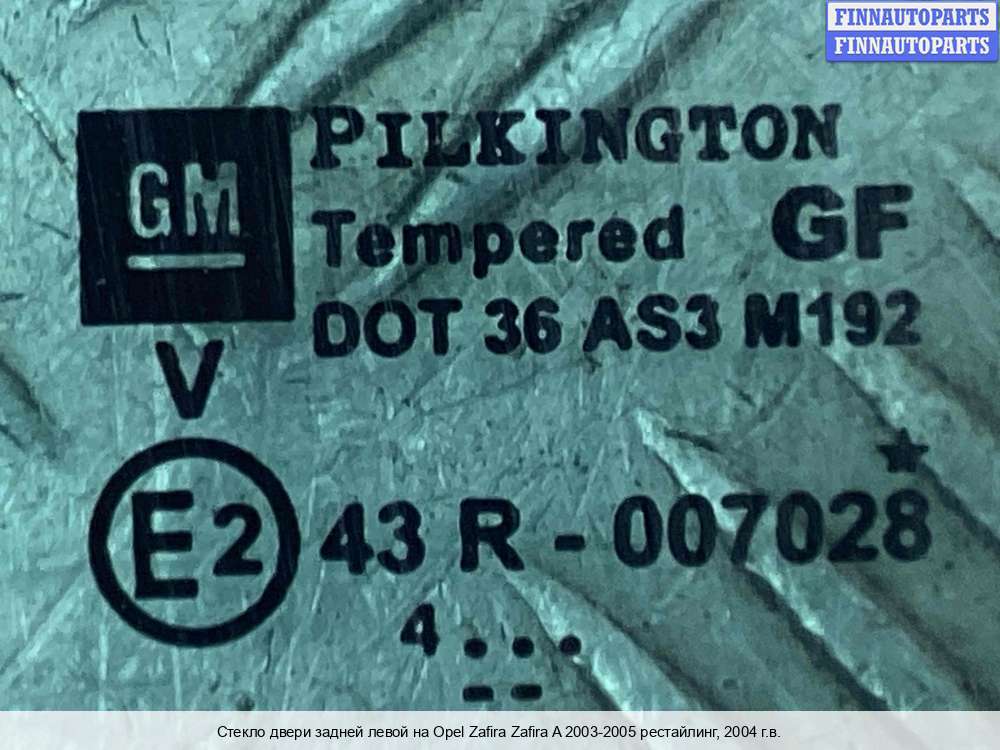 FINNAUTOPARTS
FINNAUTOPARTS
GM
PILKINGTON
Tempered GF
DOT 36 AS3 M192
V
E2 43 R - 007028
4
Стекло двери задней левой на Opel Zafira Zafira A 2003-2005 рестайлинг, 2004 г.в.